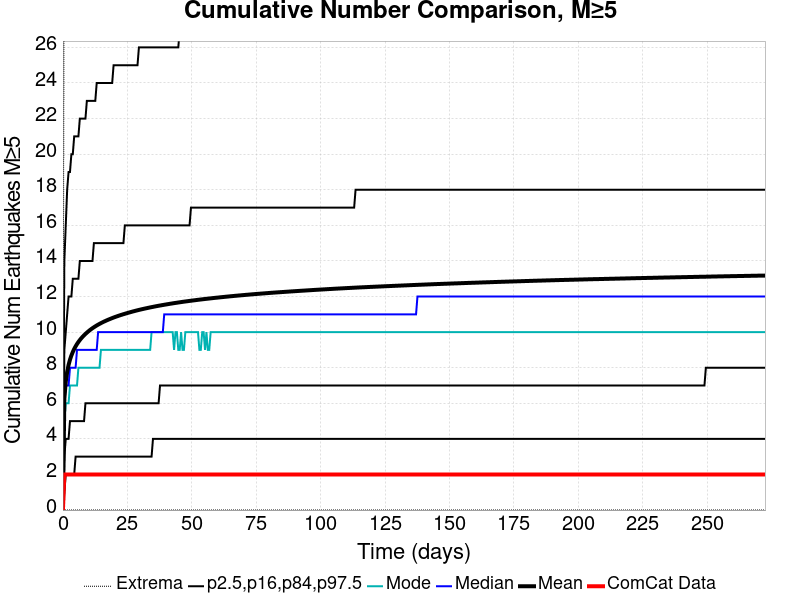 Cumulative Number Comparison, M≥5
Cumulative Num Earthquakes M≥5
26
24
22
20
18
16
14
12
10
8
6
4
2
0
0 25 50 75 100 125 150 175 200 225 250
Time (days)
Extrema p2.5,p16,p84,p97.5 Mode Median Mean ComCat Data